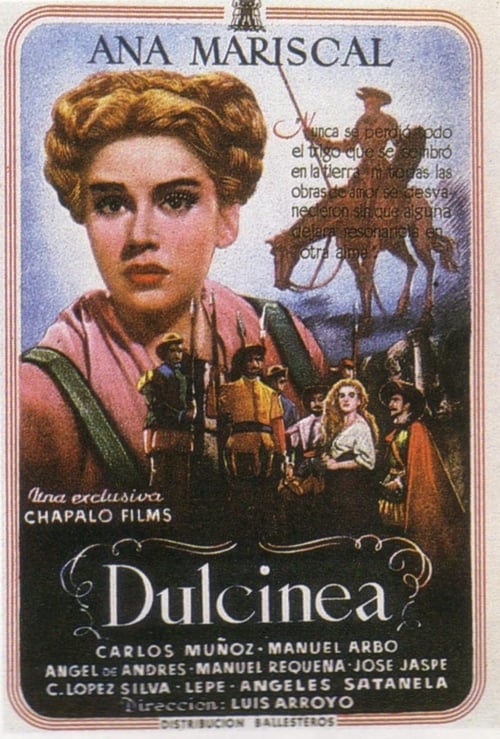 ANA MARISCAL
Nunca se perdió todo
el trigo que se sembró
en la tierra, ni todas las
obras de amor se desva-
necieron sin que alguna
dejara resonancia en
otra alma
Una exclusiva
CHAPALO FILMS
Dulcinea
CARLOS MUÑOZ - MANUEL ARBO
ANGEL DE ANDRES - MANUEL REQUENA - JOSE JASPE
C. LOPEZ SILVA - LEPE - ANGELES SATANELA
Direccion: LUIS ARROYO
DISTRIBUCION BALLESTEROS